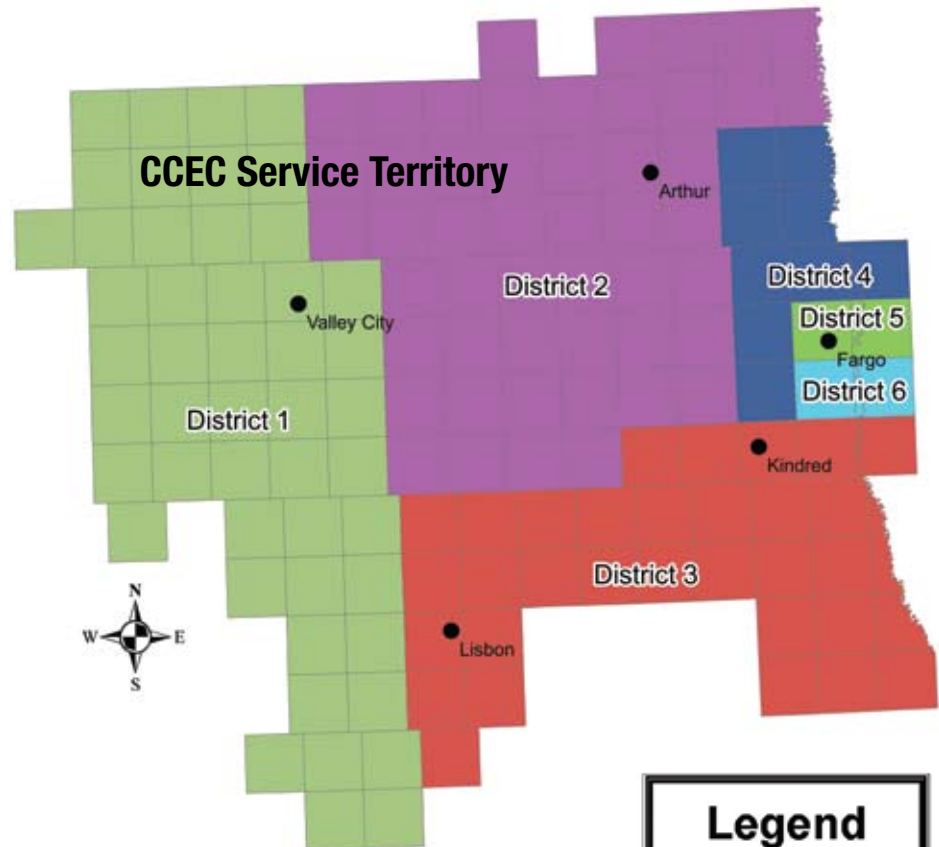 CCEC Service Territory
Arthur
District 2
District 4
Valley City
District 5
Fargo
District 6
District 1
Kindred
District 3
N
W E
S
Lisbon
Legend